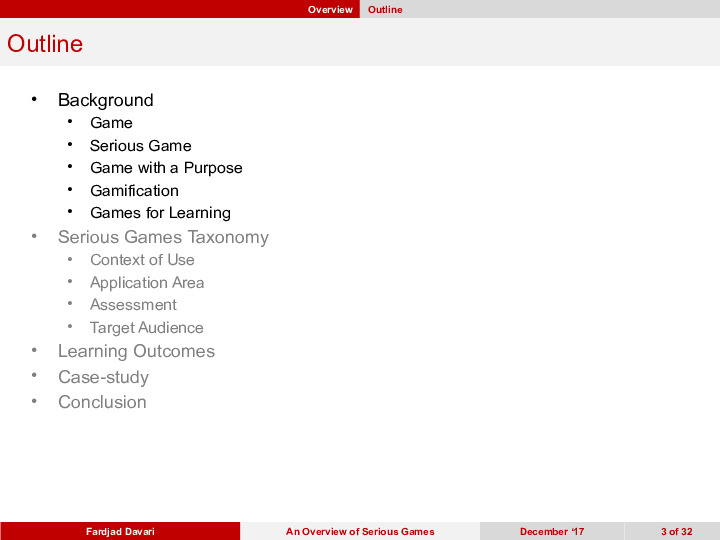 Overview Outline
Outline
• Background
• Game
• Serious Game
• Game with a Purpose
• Gamification
• Games for Learning
• Serious Games Taxonomy
• Context of Use
• Application Area
• Assessment
• Target Audience
• Learning Outcomes
• Case-study
• Conclusion
Fardjad Davari An Overview of Serious Games December ‘17 3 of 32